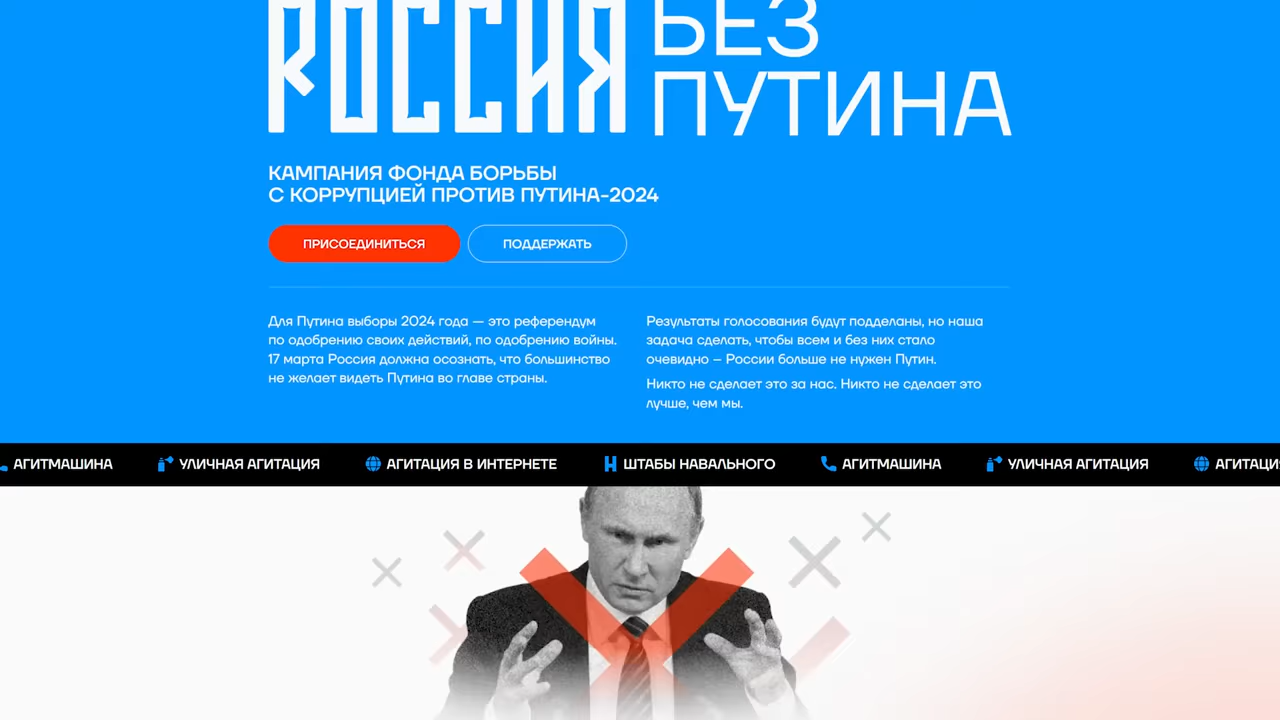 РОССИЯ БЕЗ
ПУТИНА
КАМПАНИЯ ФОНДА БОРЬБЫ
С КОРРУПЦИЕЙ ПРОТИВ ПУТИНА-2024
ПРИСОЕДИНИТЬСЯ ПОДДЕРЖАТЬ
Для Путина выборы 2024 года — это референдум
по одобрению своих действий, по одобрению войны.
17 марта Россия должна осознать, что большинство
не желает видеть Путина во главе страны.
Результаты голосования будут подделаны, но наша
задача сделать, чтобы всем и без них стало
очевидно – России больше не нужен Путин.
Никто не сделает это за нас. Никто не сделает это
лучше, чем мы.
АГИТМАШИНА УЛИЧНАЯ АГИТАЦИЯ АГИТАЦИЯ В ИНТЕРНЕТЕ ШТАБЫ НАВАЛЬНОГО АГИТМАШИНА УЛИЧНАЯ АГИТАЦИЯ АГИТАЦИ